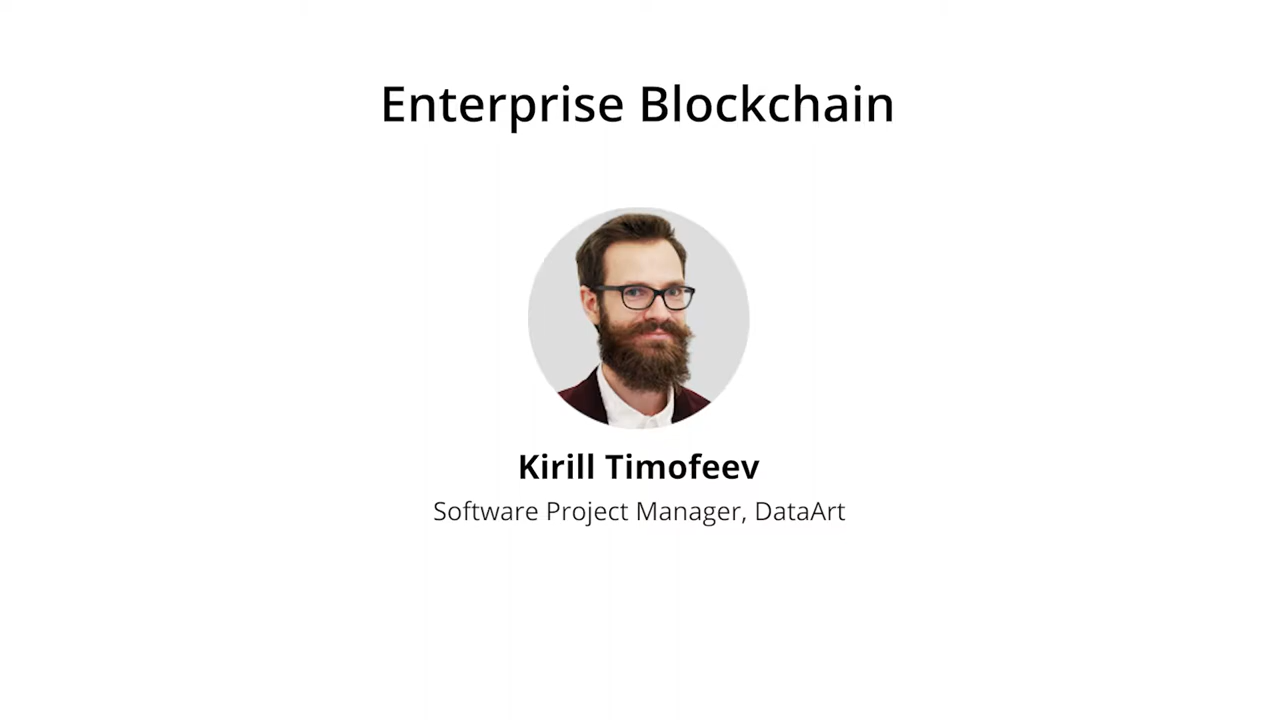 Enterprise Blockchain
Kirill Timofeev
Software Project Manager, DataArt